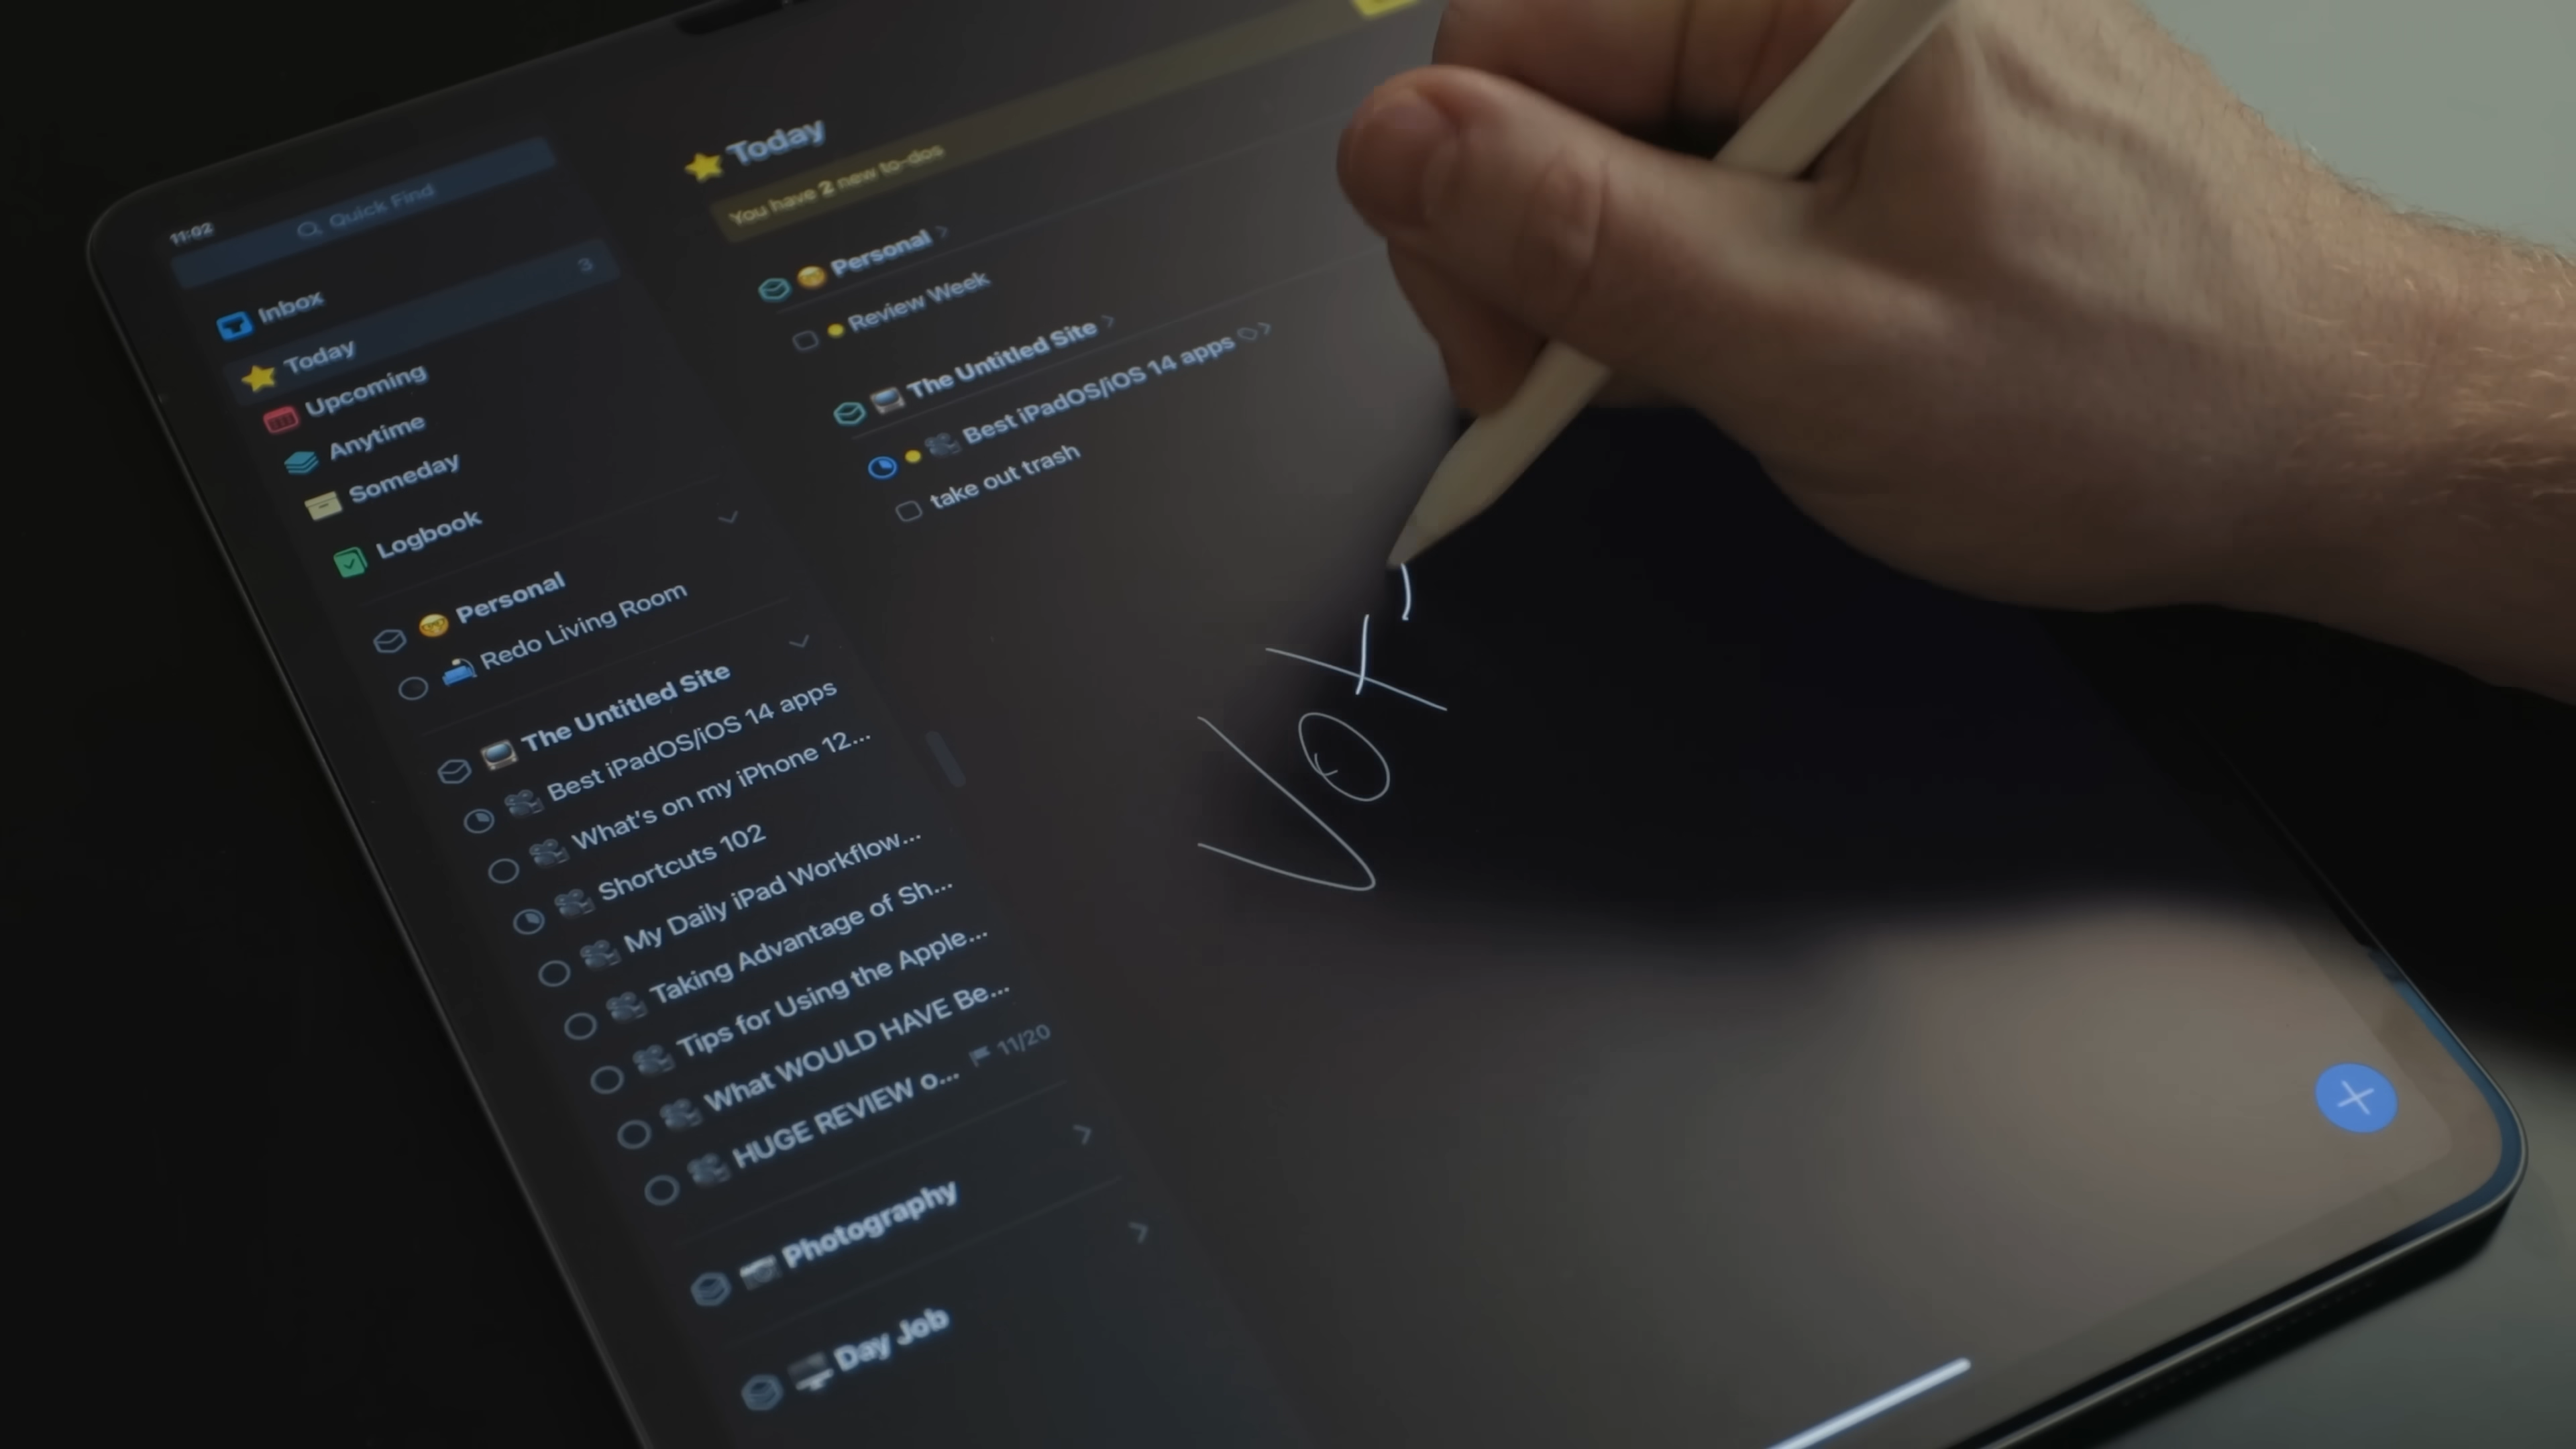 11:02
Quick Find
Inbox
Today 3
Upcoming
Anytime
Someday
Logbook
Personal
Redo Living Room
The Untitled Site
Best iPadOS/iOS 14 apps
What's on my iPhone 12...
Shortcuts 102
My Daily iPad Workflow...
Taking Advantage of Sh...
Tips for Using the Apple...
What WOULD HAVE Be...
HUGE REVIEW o... 11/20
Photography
Day Job
Today
You have 2 new to-dos
Personal
Review Week
The Untitled Site
Best iPadOS/iOS 14 apps
take out trash